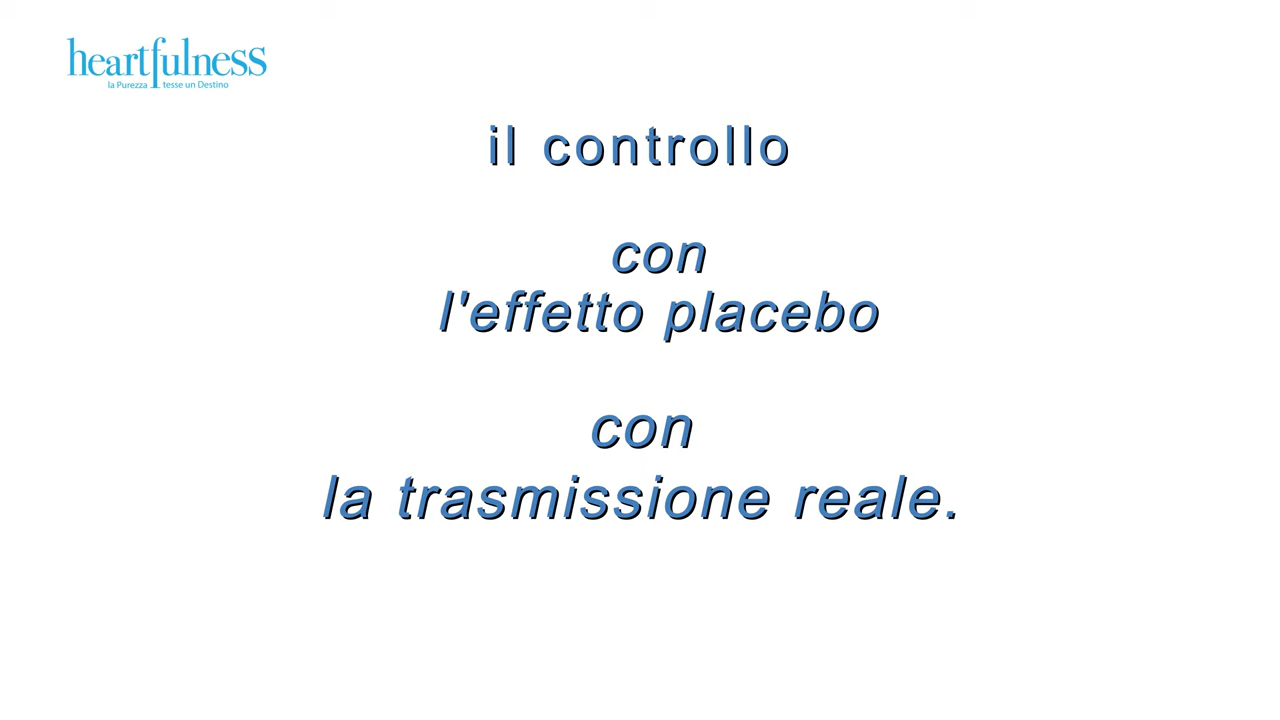 heartfulness
la Purezza tesse un Destino
il controllo
con
l'effetto placebo
con
la trasmissione reale.